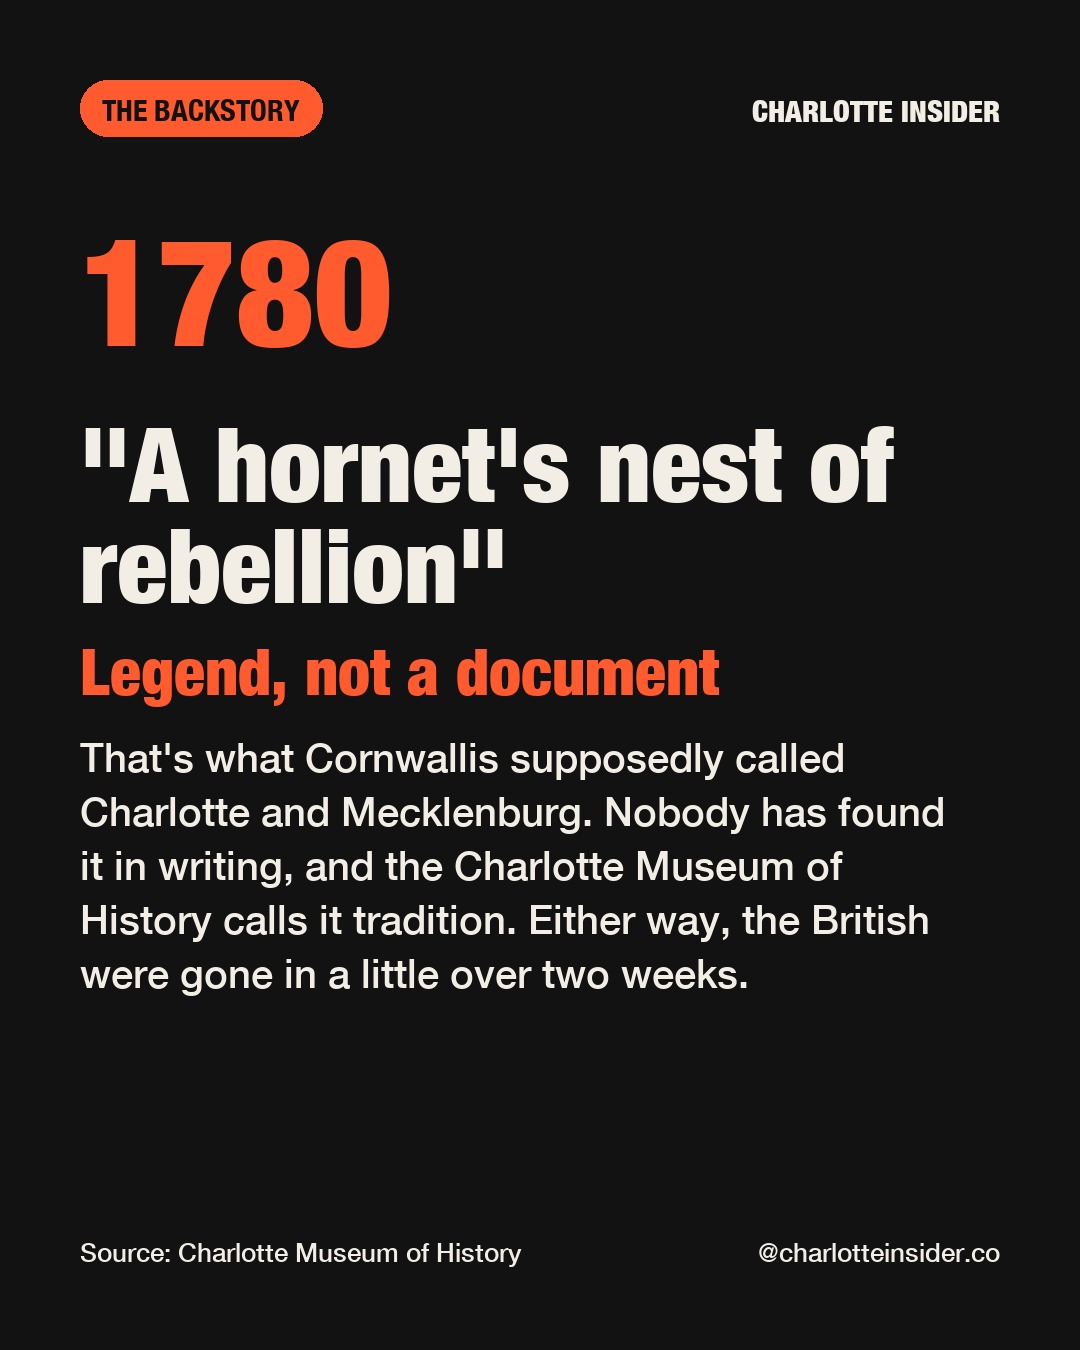 THE BACKSTORY
CHARLOTTE INSIDER
1780
"A hornet's nest of
rebellion"
Legend, not a document
That's what Cornwallis supposedly called
Charlotte and Mecklenburg. Nobody has found
it in writing, and the Charlotte Museum of
History calls it tradition. Either way, the British
were gone in a little over two weeks.
Source: Charlotte Museum of History
@charlotteinsider.co